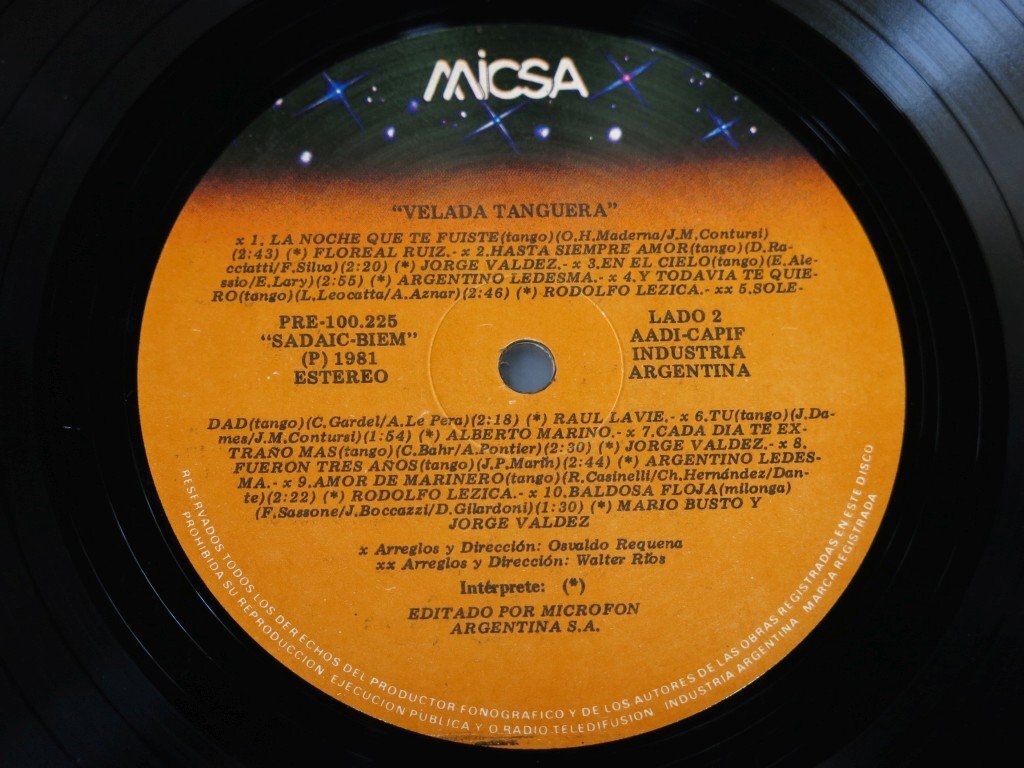 MiCSA
"VELADA TANGUERA"
x 1. LA NOCHE QUE TE FUISTE(tango)(O.H.Maderna/J.M.Contursi)
(2:43) (*) FLOREAL RUIZ.- x 2.HASTA SIEMPRE AMOR(tango)(D.Ra-
cciatti/F.Silva)(2:20) (*) JORGE VALDEZ.- x 3.EN EL CIELO(tango)(E.Ale-
ssio/E.Lary)(2:55) (*) ARGENTINO LEDESMA.- x 4.Y TODAVIA TE QUIE-
RO(tango)(L.Leocatta/A.Aznar)(2:46) (*) RODOLFO LEZICA.- xx 5.SOLE-
PRE-100.225
"SADAIC-BIEM"
(P) 1981
ESTEREO
LADO 2
AADI-CAPIF
INDUSTRIA
ARGENTINA
DAD(tango)(C.Gardel/A.Le Pera)(2:18) (*) RAUL LAVIE.- x 6.TU(tango)(J.Da-
mes/J.M.Contursi)(1:54) (*) ALBERTO MARINO.- x 7.CADA DIA TE EX-
TRAÑO MAS(tango)(C.Bahr/A.Pontier)(2:30) (*) JORGE VALDEZ.- x 8.
FUERON TRES AÑOS(tango)(J.P.Marín)(2:44) (*) ARGENTINO LEDES-
MA.- x 9.AMOR DE MARINERO(tango)(R.Casinelli/Ch.Hernández/Dan-
te)(2:22) (*) RODOLFO LEZICA.- x 10.BALDOSA FLOJA(milonga)
(F.Sassone/J.Boccazzi/D.Gilardoni)(1:30) (*) MARIO BUSTO Y
JORGE VALDEZ
x Arreglos y Dirección: Osvaldo Requena
xx Arreglos y Dirección: Walter Ríos
Intérprete: (*)
EDITADO POR MICROFON
ARGENTINA S.A.
RESERVADOS TODOS LOS DERECHOS DEL PRODUCTOR FONOGRAFICO Y DE LOS AUTORES DE LAS OBRAS REGISTRADAS EN ESTE DISCO
PROHIBIDA SU REPRODUCCION, EJECUCION PUBLICA Y O RADIO TELEDIFUSION. INDUSTRIA ARGENTINA MARCA REGISTRADA